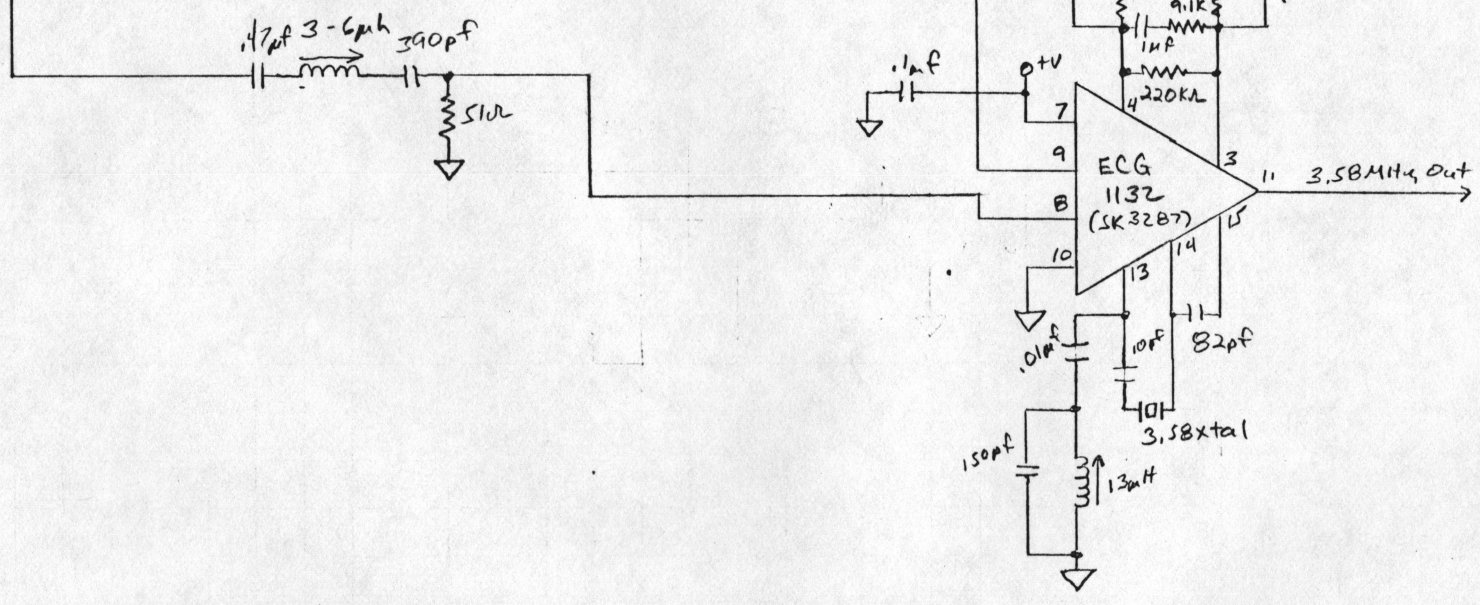 9.1K
.47µf 3-6µh 390pf
1µf
.1µf
+V
220KΩ
51Ω
7
4
9
3
ECG
11
3.58MHz Out
1132
8
(SK3287)
15
14
10
13
.01µf
10pf
82pf
3.58xtal
150pf
13µH